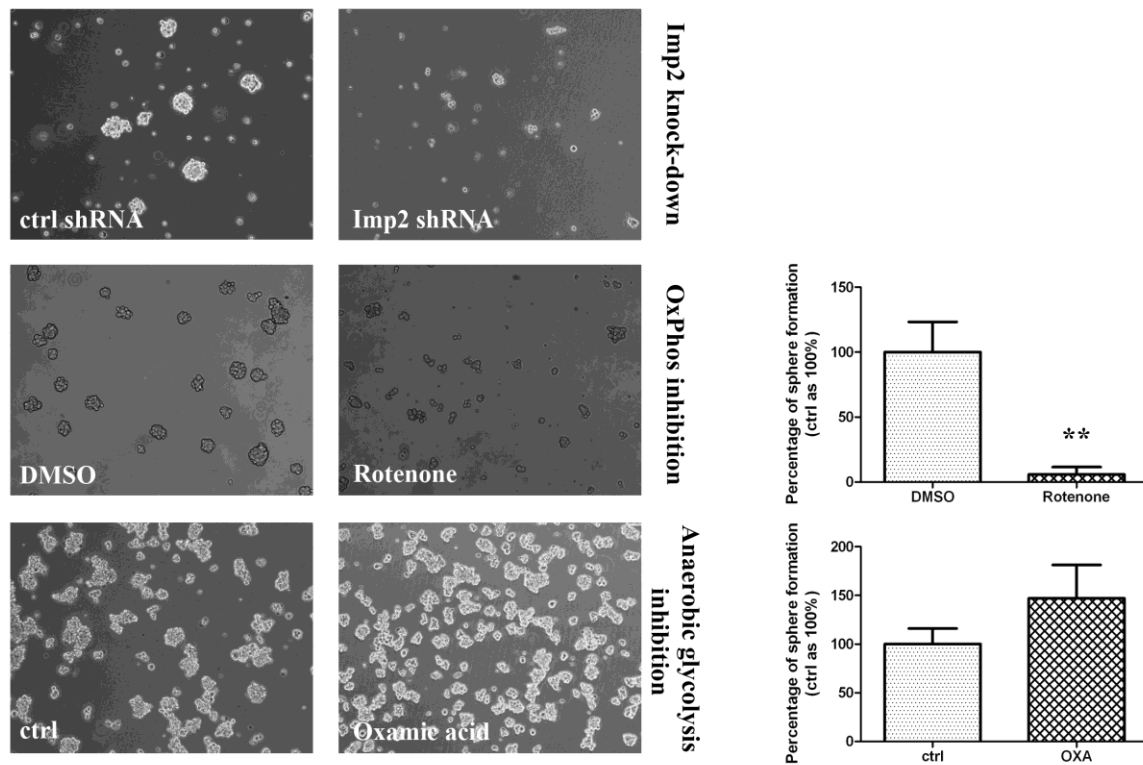 ctrl shRNA
Imp2 shRNA
Imp2 knock-down
DMSO
Rotenone
OxPhos inhibition
Percentage of sphere formation
(ctrl as 100%)
150
100
50
0
**
DMSO
Rotenone
ctrl
Oxamic acid
Anaerobic glycolysis
inhibition
Percentage of sphere formation
(ctrl as 100%)
200
150
100
50
0
ctrl
OXA